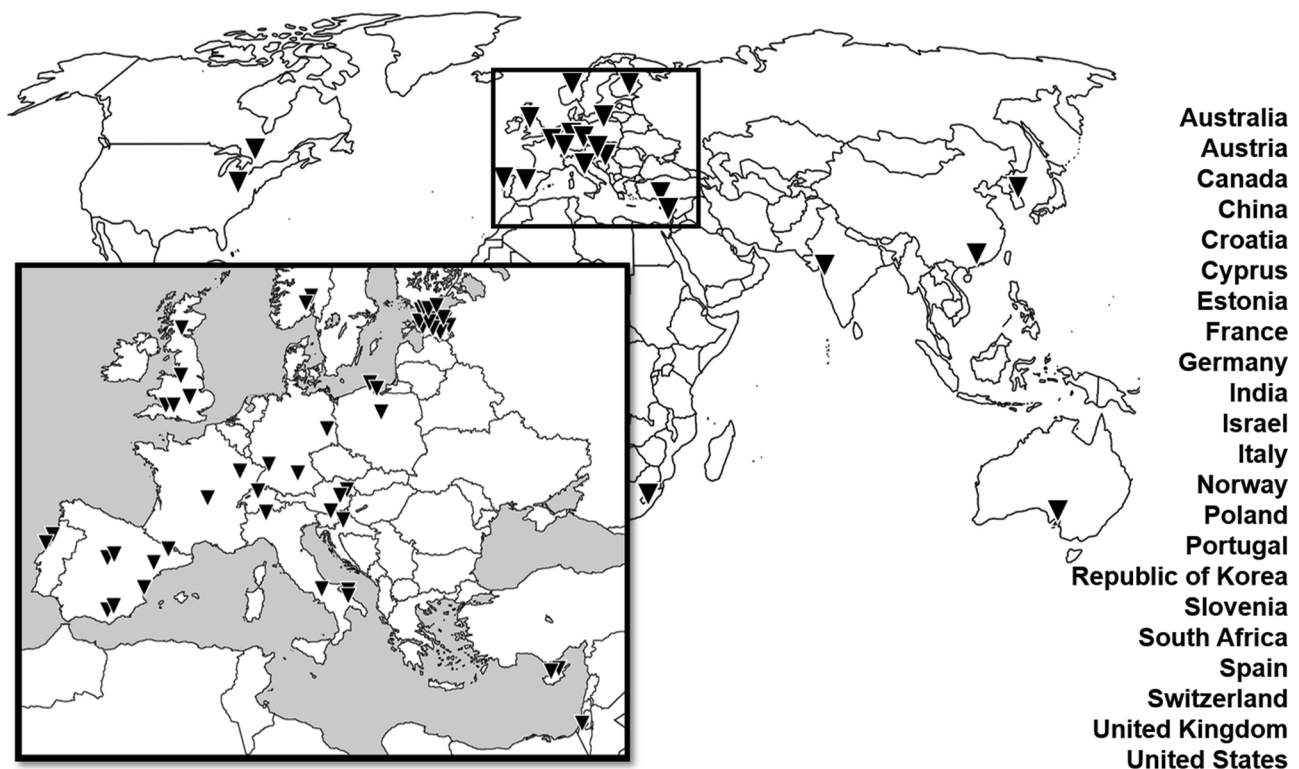 Australia
Austria
Canada
China
Croatia
Cyprus
Estonia
France
Germany
India
Israel
Italy
Norway
Poland
Portugal
Republic of Korea
Slovenia
South Africa
Spain
Switzerland
United Kingdom
United States